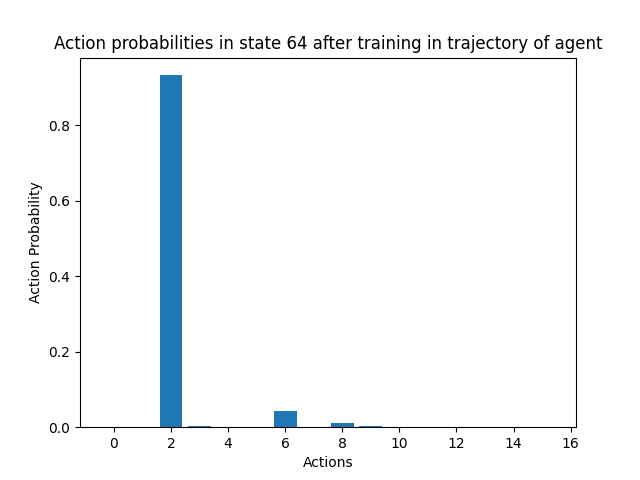 Action probabilities in state 64 after training in trajectory of agent
0.8
0.6
0.4
0.2
0.0
Action Probability
0 2 4 6 8 10 12 14 16
Actions